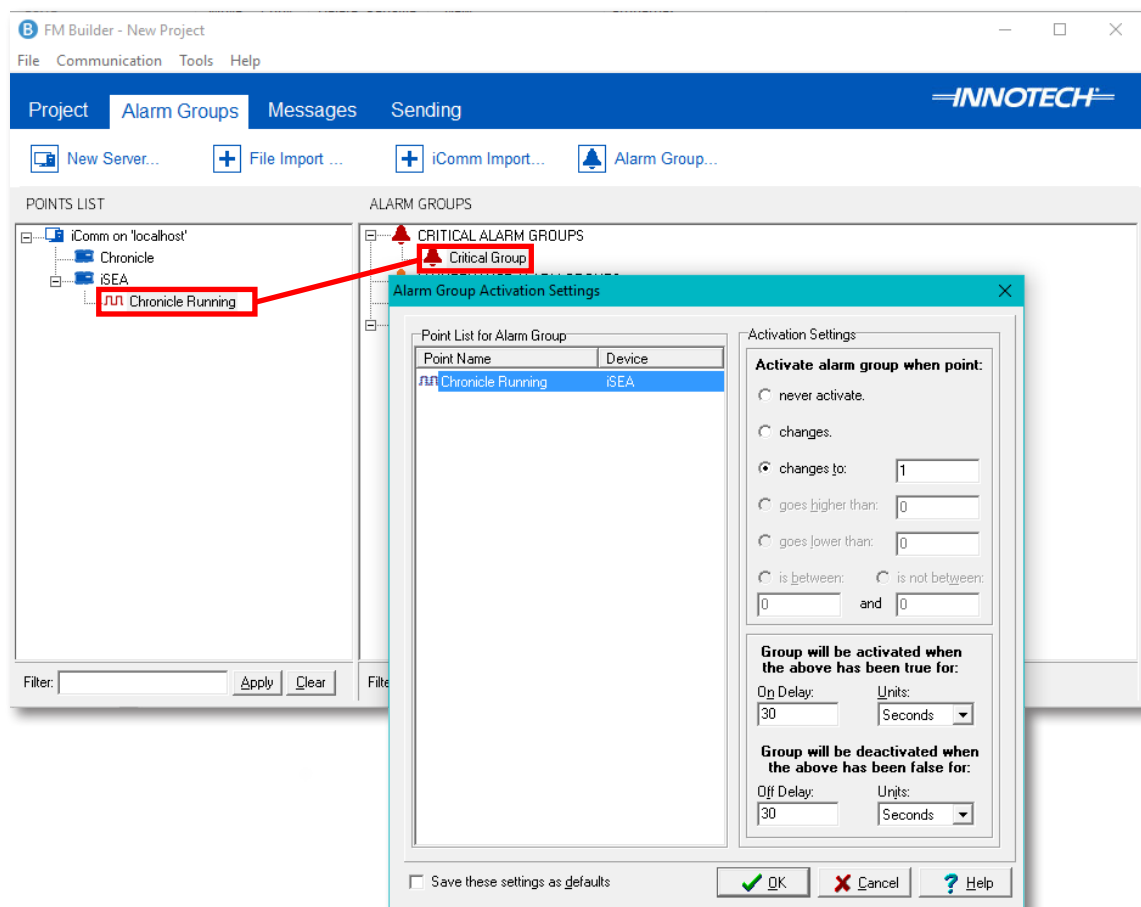 FM Builder - New Project
File Communication Tools Help
Project Alarm Groups Messages Sending
INNOTECH
New Server... File Import ... iComm Import... Alarm Group...
POINTS LIST
ALARM GROUPS
iComm on 'localhost'
Chronicle
iSEA
Chronicle Running
CRITICAL ALARM GROUPS
Critical Group
Filter: Apply Clear
Alarm Group Activation Settings
Point List for Alarm Group
Point Name Device
Chronicle Running iSEA
Activation Settings
Activate alarm group when point:
never activate.
changes.
changes to: 1
goes higher than: 0
goes lower than: 0
is between: is not between:
0 and 0
Group will be activated when
the above has been true for:
On Delay: Units:
30 Seconds
Group will be deactivated when
the above has been false for:
Off Delay: Units:
30 Seconds
Save these settings as defaults
OK Cancel Help